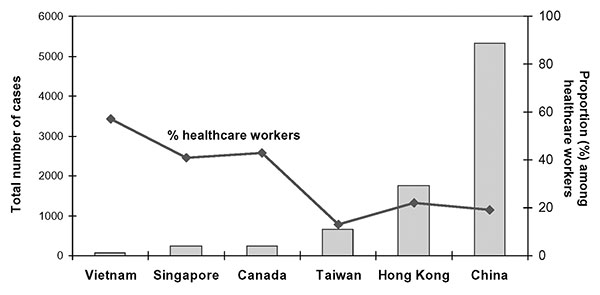 6000
5000
4000
3000
2000
1000
0
Total number of cases
% healthcare workers
100
80
60
40
20
0
Proportion (%) among
healthcare workers
Vietnam
Singapore
Canada
Taiwan
Hong Kong
China